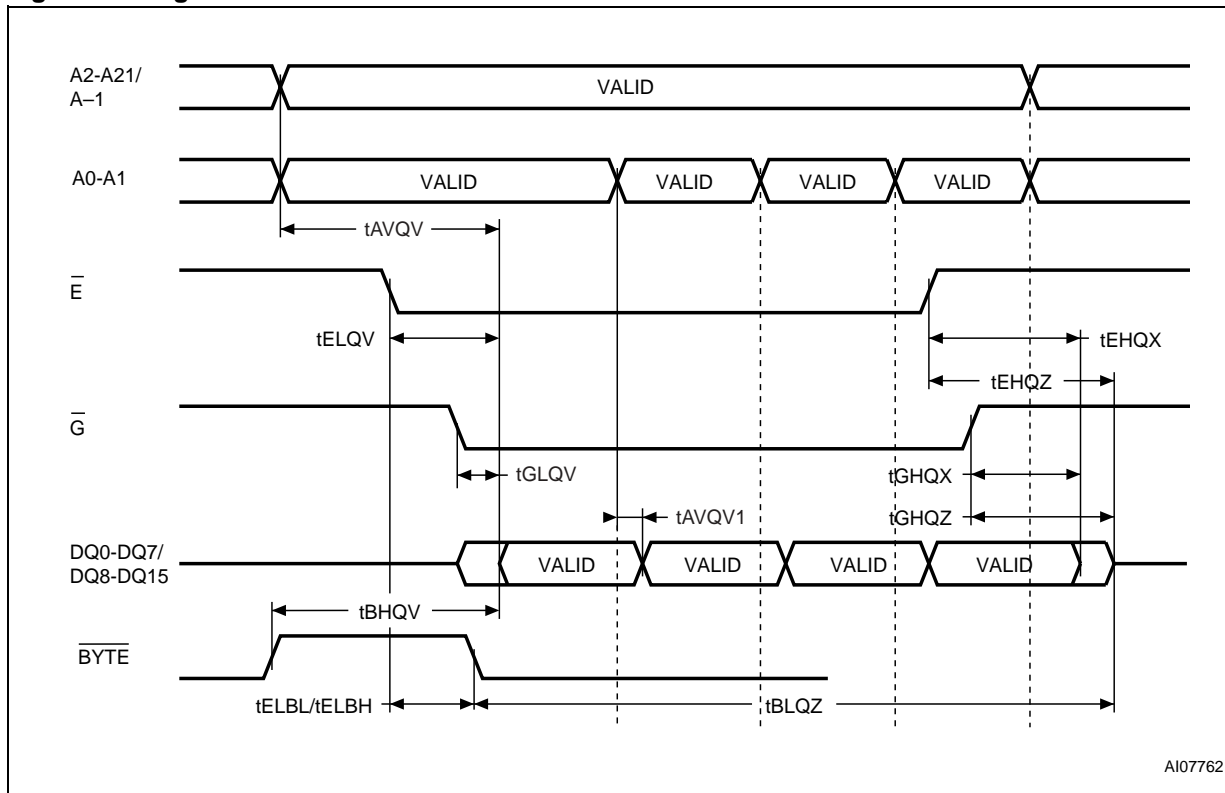 A2-A21/
A–1
VALID
A0-A1
VALID VALID VALID VALID
tAVQV
E̅
tELQV
tEHQX
tEHQZ
G̅
tGLQV
tGHQX
tAVQV1
tGHQZ
DQ0-DQ7/
DQ8-DQ15
VALID VALID VALID VALID
tBHQV
B̅Y̅T̅E̅
tELBL/tELBH
tBLQZ
AI07762